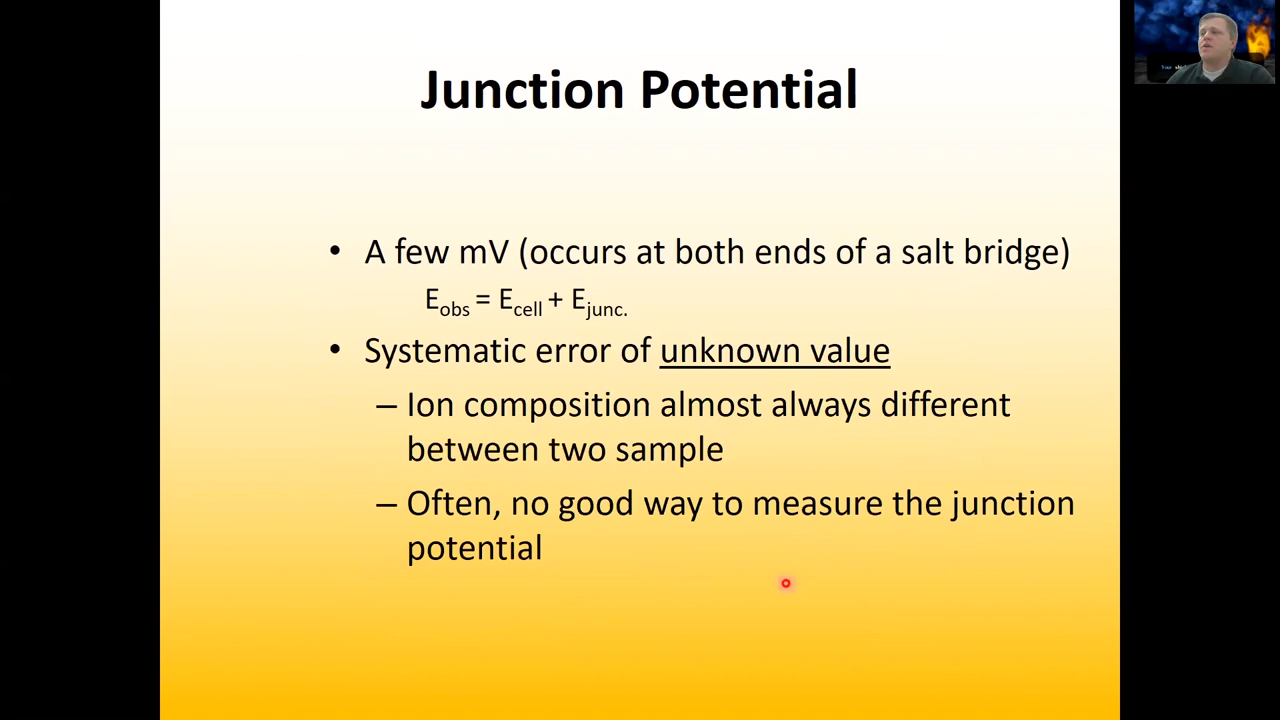 Junction Potential
• A few mV (occurs at both ends of a salt bridge)
E_obs = E_cell + E_junc.
• Systematic error of unknown value
– Ion composition almost always different
between two sample
– Often, no good way to measure the junction
potential